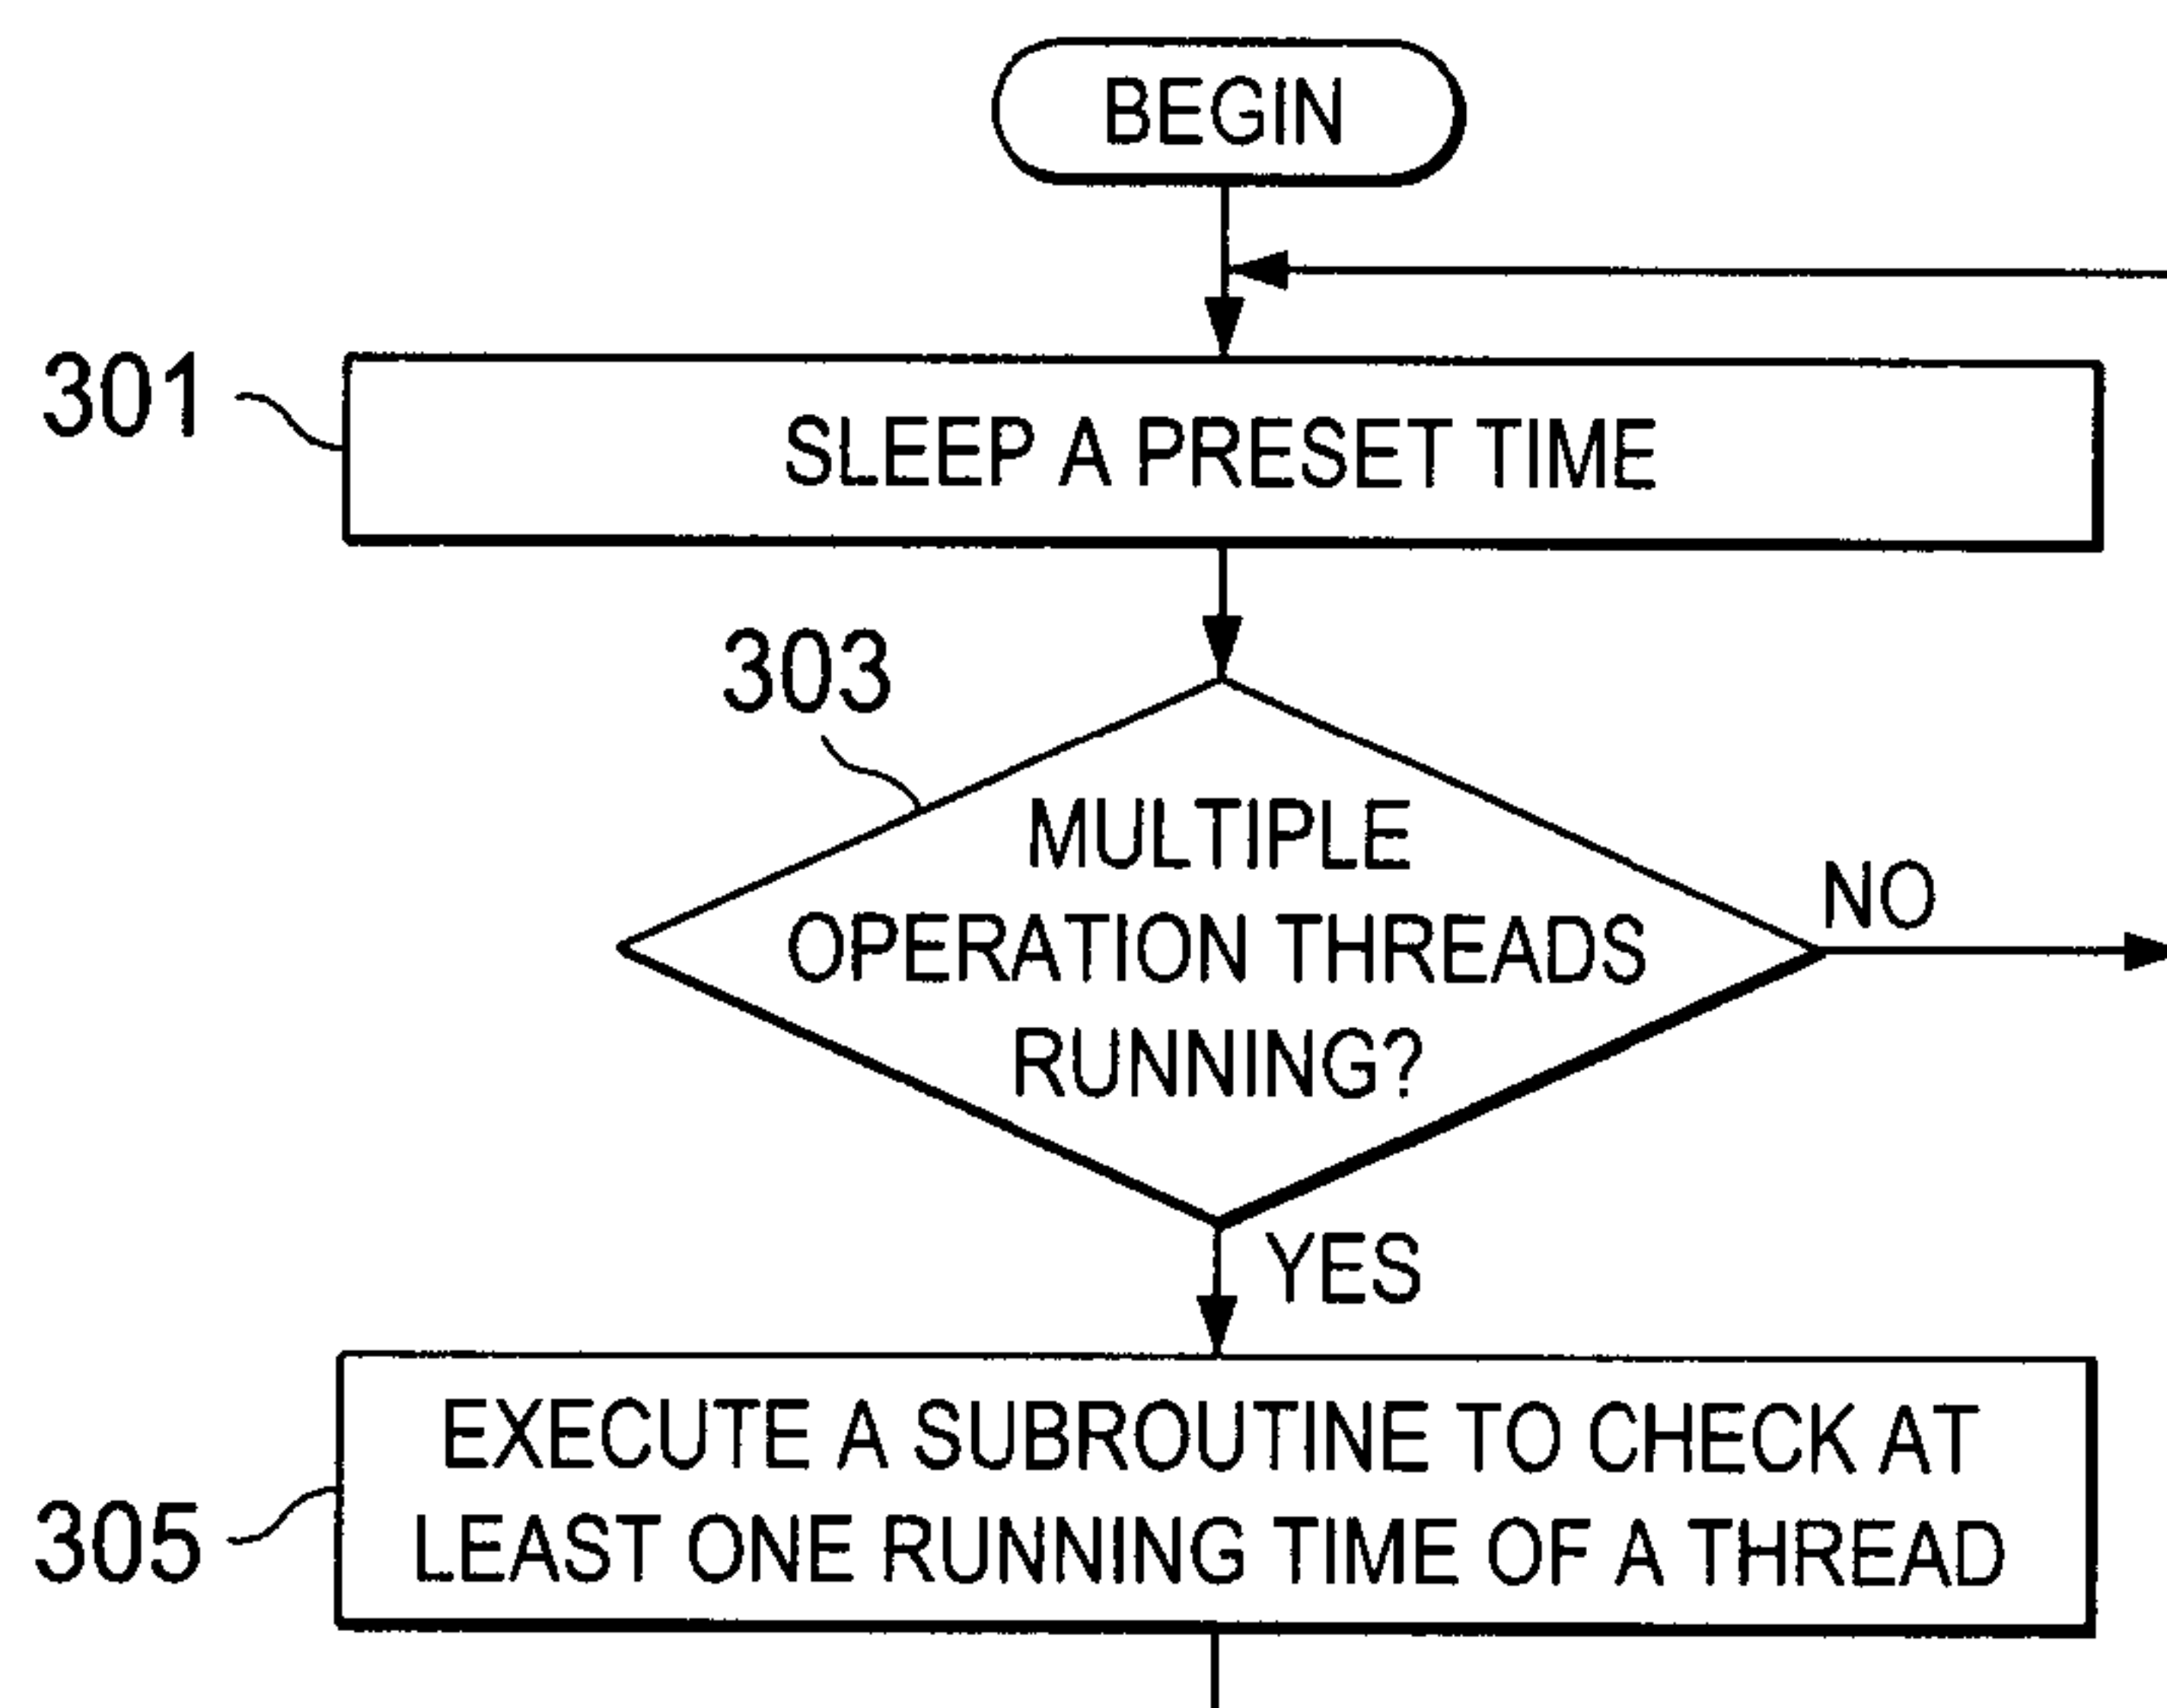 BEGIN
301
SLEEP A PRESET TIME
303
MULTIPLE
OPERATION THREADS
RUNNING?
NO
YES
305
EXECUTE A SUBROUTINE TO CHECK AT
LEAST ONE RUNNING TIME OF A THREAD